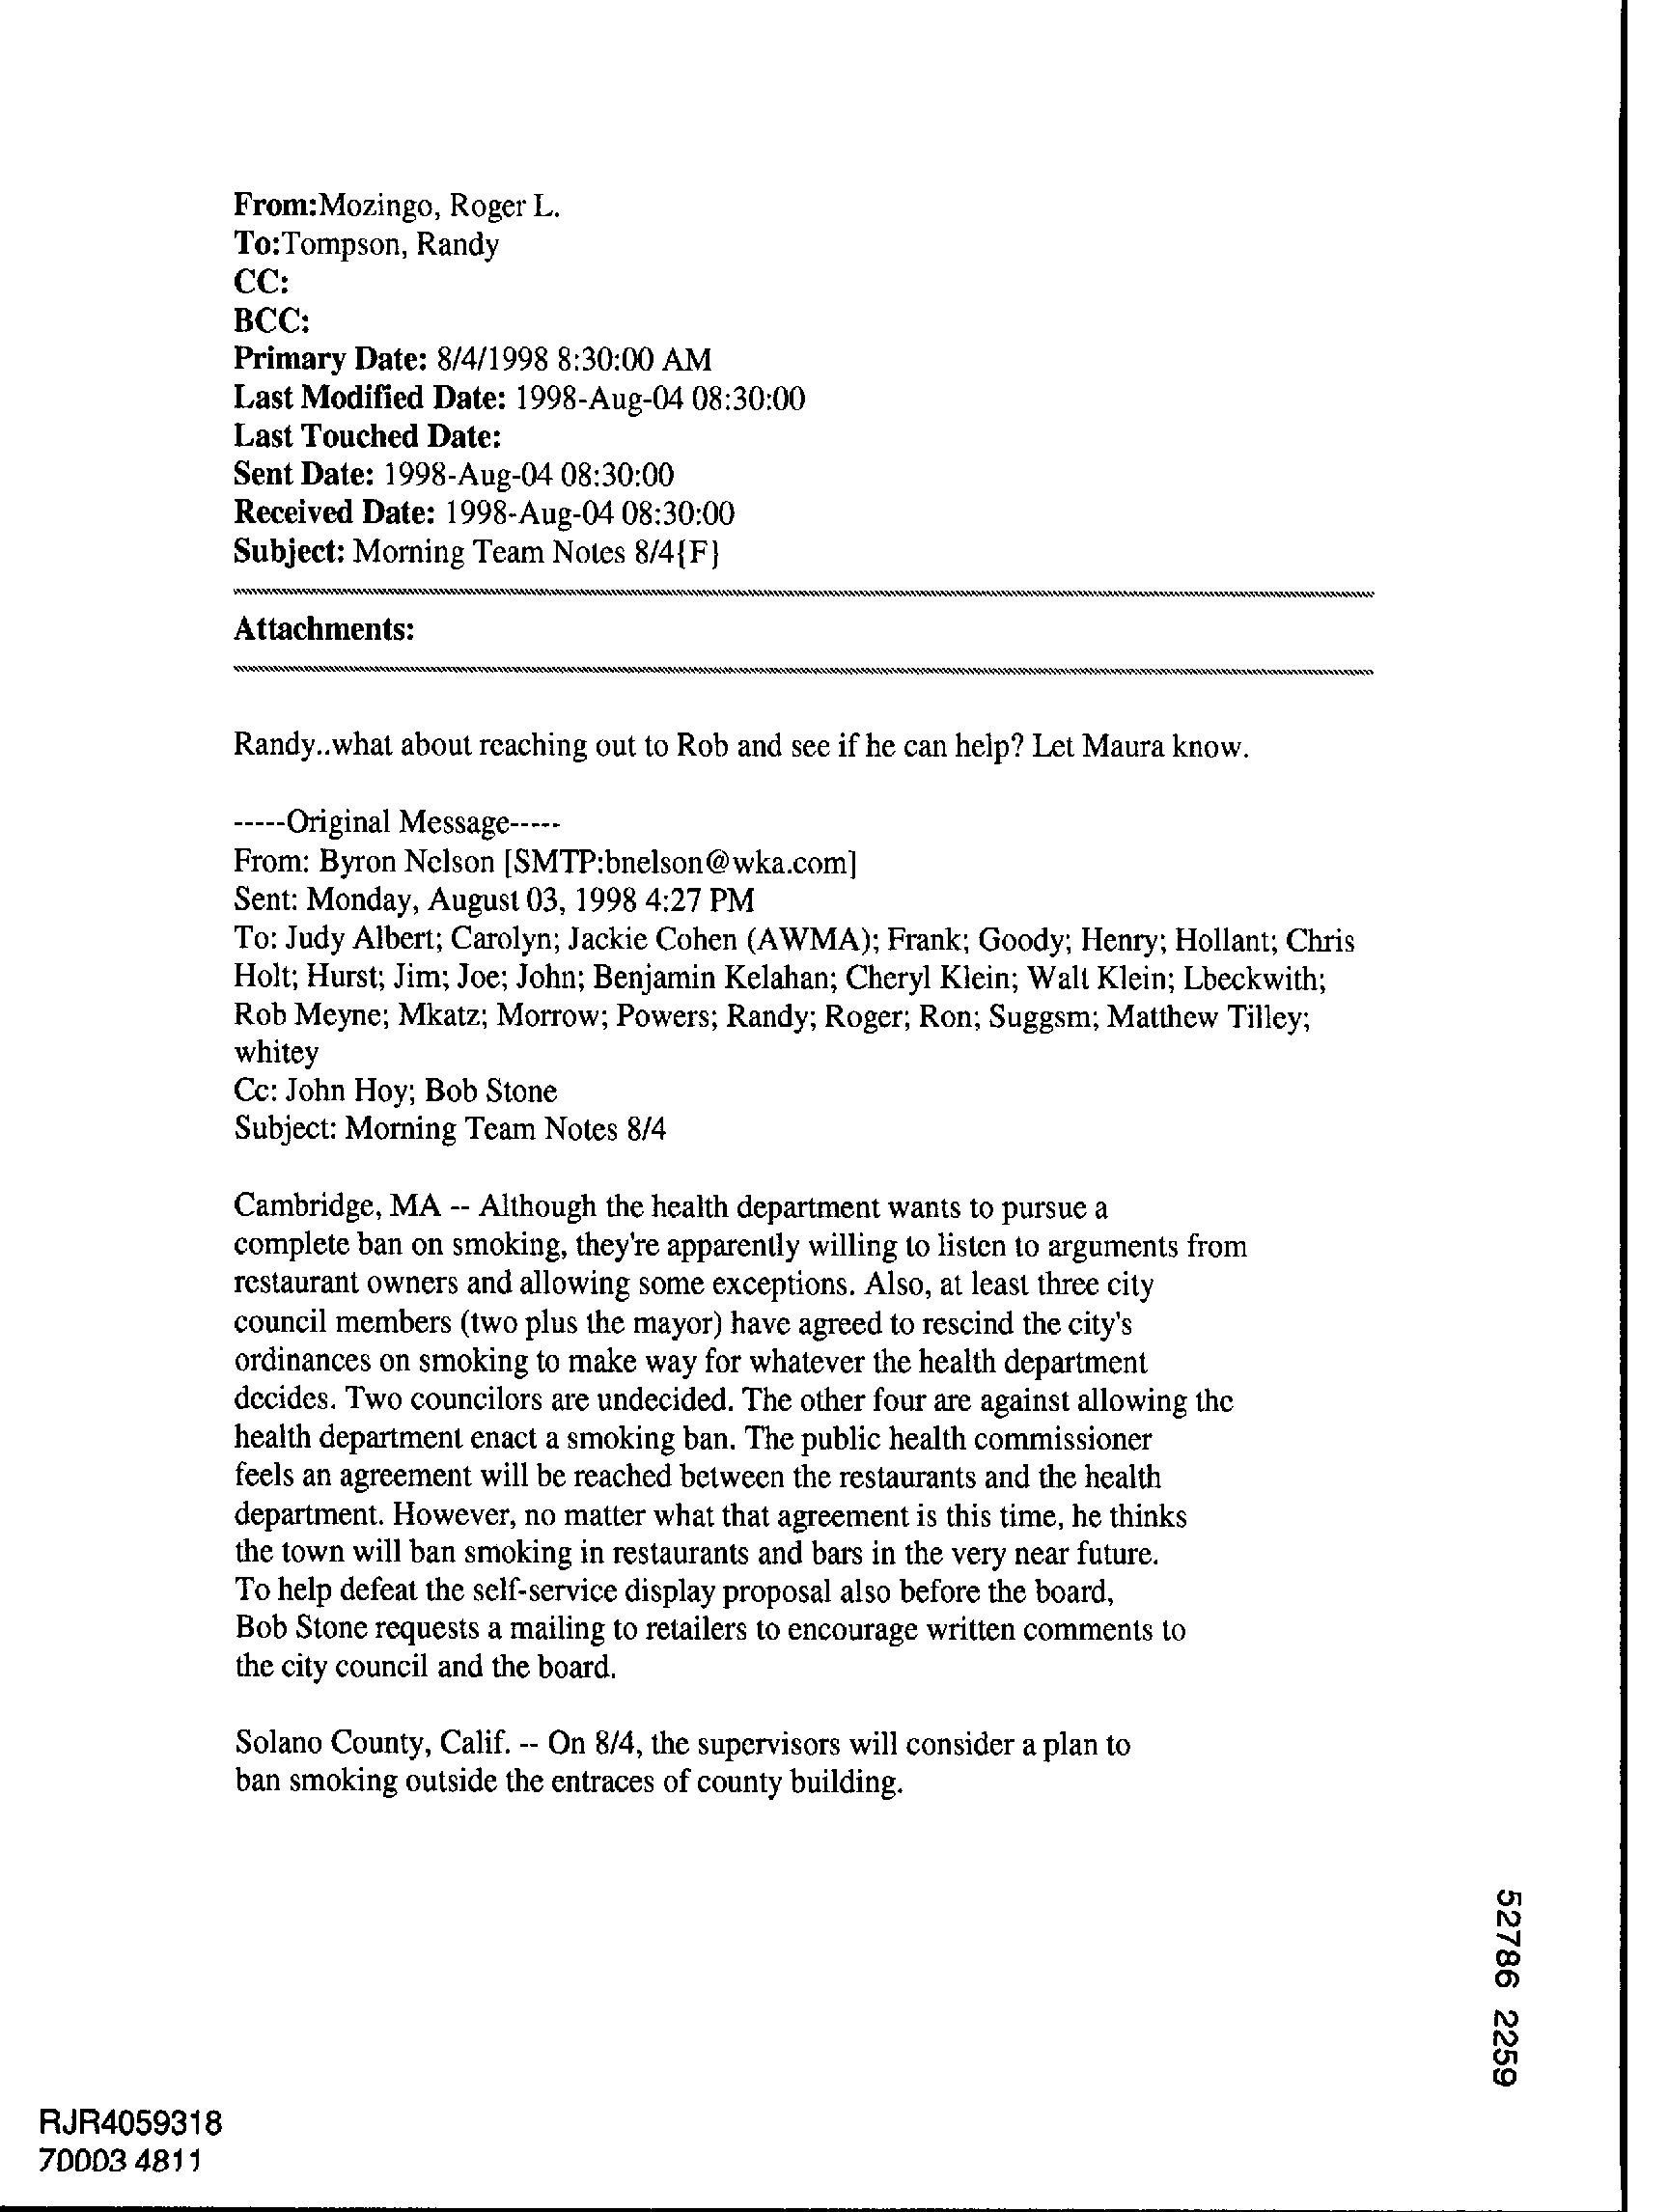 From:Mozingo, Roger L.
To:Tompson, Randy
CC:
BCC:
Primary Date: 8/4/1998 8:30:00 AM
Last Modified Date: 1998-Aug-04 08:30:00
Last Touched Date:
Sent Date: 1998-Aug-04 08:30:00
Received Date: 1998-Aug-04 08:30:00
Subject: Morning Team Notes 8/4{F}
Attachments:
Randy..what about reaching out to Rob and see if he can help? Let Maura know.
-----Original Message-----
From: Byron Nelson [SMTP:bnelson@wka.com]
Sent: Monday, August 03, 1998 4:27 PM
To: Judy Albert; Carolyn; Jackie Cohen (AWMA); Frank; Goody; Henry; Hollant; Chris
Holt; Hurst; Jim; Joe; John; Benjamin Kelahan; Cheryl Klein; Walt Klein; Lbeckwith;
Rob Meyne; Mkatz; Morrow; Powers; Randy; Roger; Ron; Suggsm; Matthew Tilley;
whitey
Cc: John Hoy; Bob Stone
Subject: Morning Team Notes 8/4
Cambridge, MA -- Although the health department wants to pursue a
complete ban on smoking, they're apparently willing to listen to arguments from
restaurant owners and allowing some exceptions. Also, at least three city
council members (two plus the mayor) have agreed to rescind the city's
ordinances on smoking to make way for whatever the health department
decides. Two councilors are undecided. The other four are against allowing the
health department enact a smoking ban. The public health commissioner
feels an agreement will be reached between the restaurants and the health
department. However, no matter what that agreement is this time, he thinks
the town will ban smoking in restaurants and bars in the very near future.
To help defeat the self-service display proposal also before the board,
Bob Stone requests a mailing to retailers to encourage written comments to
the city council and the board.
Solano County, Calif. -- On 8/4, the supervisors will consider a plan to
ban smoking outside the entraces of county building.
52786 2259
RJR4059318
70003 4811